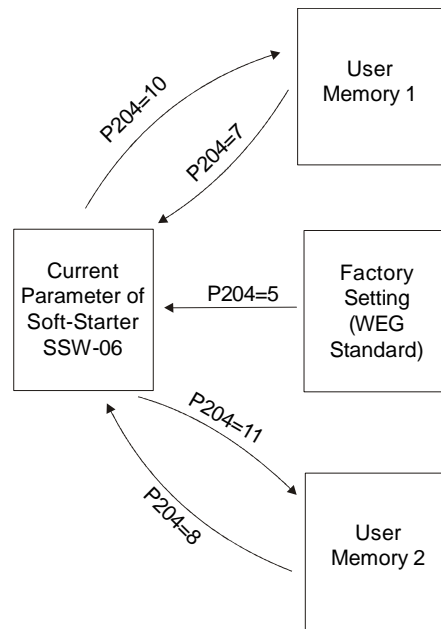 User
Memory 1
P204=10
P204=7
Current
Parameter of
Soft-Starter
SSW-06
P204=5
Factory
Setting
(WEG
Standard)
P204=11
P204=8
User
Memory 2